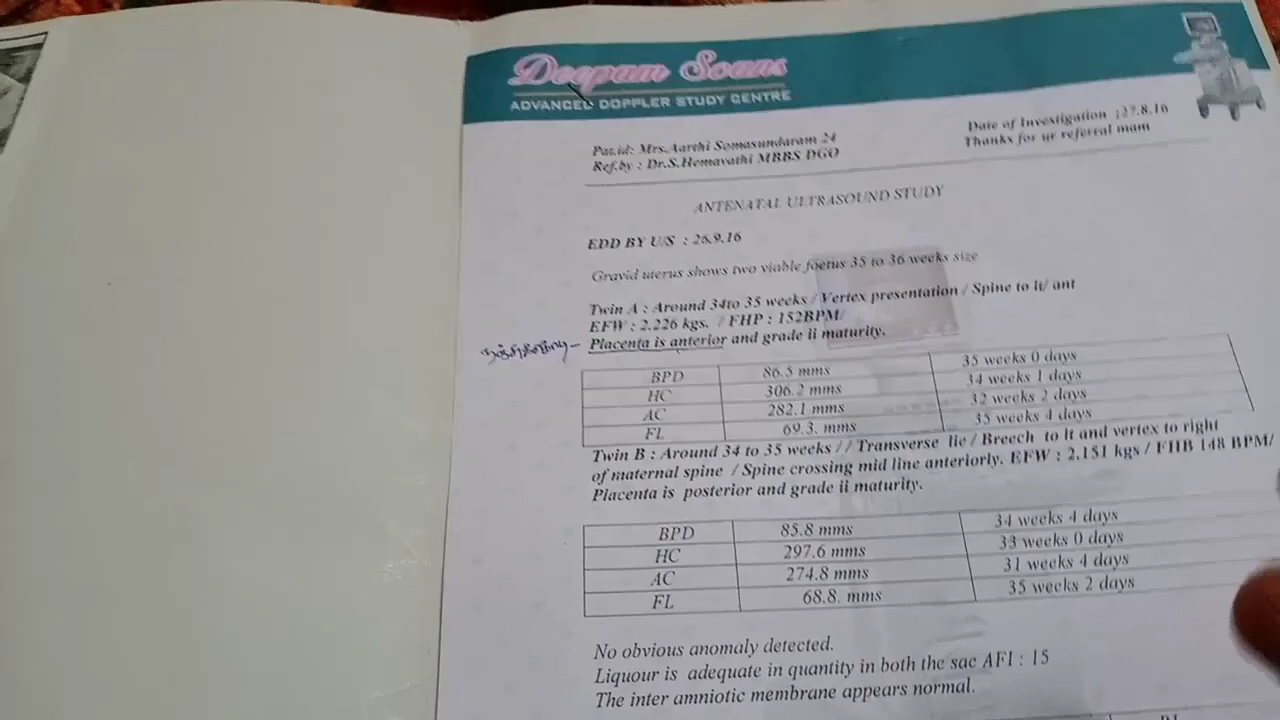 Deepam Scans
ADVANCED DOPPLER STUDY CENTRE
Date of Investigation :27.8.16
Thanks for ur referral mam
Pat.id: Mrs.Aarthi Somasundaram 24
Ref.by : Dr.S.Hemavathi MBBS DGO
ANTENATAL ULTRASOUND STUDY
EDD BY U/S : 26.9.16
Gravid uterus shows two viable foetus 35 to 36 weeks size
Twin A : Around 34to 35 weeks / Vertex presentation / Spine to lt/ ant
EFW : 2.226 kgs. / FHP : 152BPM/
Placenta is anterior and grade ii maturity.
BPD 86.5 mms 35 weeks 0 days
HC 306.2 mms 34 weeks 1 days
AC 282.1 mms 32 weeks 2 days
FL 69.3. mms 35 weeks 4 days
Twin B : Around 34 to 35 weeks / / Transverse lie / Breech to lt and vertex to right
of maternal spine / Spine crossing mid line anteriorly. EFW : 2.151 kgs / FHB 148 BPM/
Placenta is posterior and grade ii maturity.
BPD 85.8 mms 34 weeks 4 days
HC 297.6 mms 33 weeks 0 days
AC 274.8 mms 31 weeks 4 days
FL 68.8. mms 35 weeks 2 days
No obvious anomaly detected.
Liquour is adequate in quantity in both the sac AFI : 15
The inter amniotic membrane appears normal.